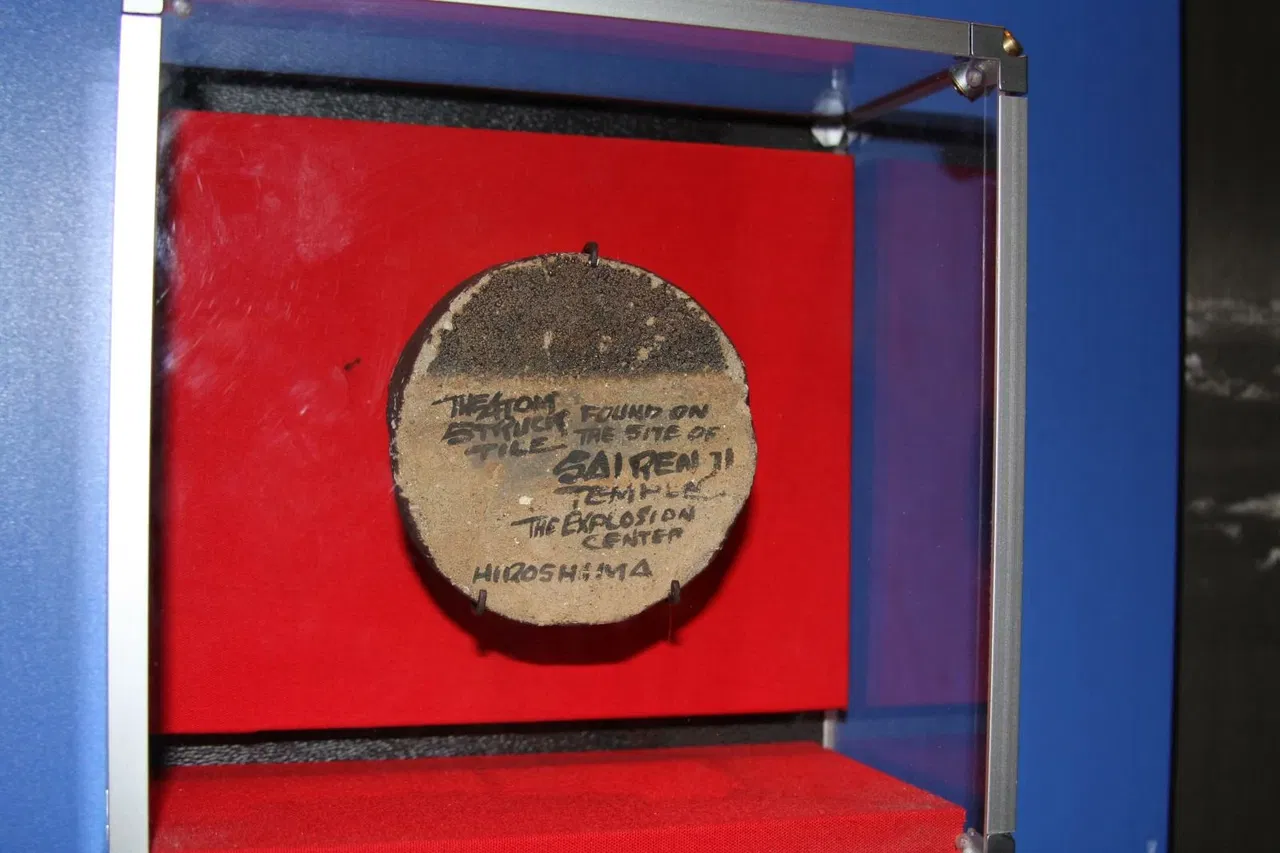 THE ATOM
STRUCK
TILE
FOUND ON
THE SITE OF
SAIREN JI
TEMPLE
THE EXPLOSION
CENTER
HIROSHIMA